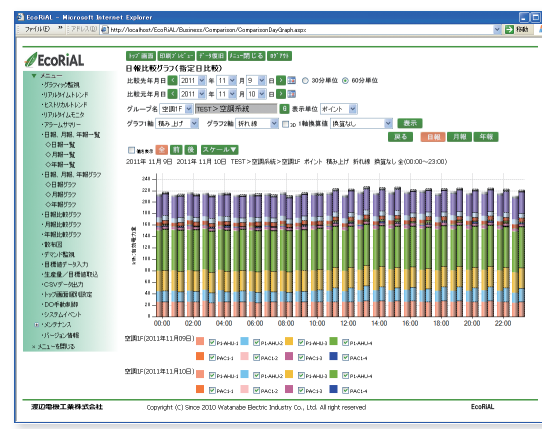 EcoRiAL - Microsoft Internet Explorer
ファイル(F) » アドレス(D) http://localhost/EcoRiAL/Business/Comparison/ComparisonDayGraph.aspx 移動
EcoRiAL
トップ画面 印刷プレビュー データ復旧 メニュー閉じる ログアウト
日報比較グラフ(指定日比較)
比較先年月日 2011 年 11 月 9 日 30分単位 60分単位
比較元年月日 2011 年 11 月 10 日
グループ名 空調1F TEST>空調系統 G 表示単位 ポイント
グラフ1軸 積み上げ グラフ2軸 折れ線 3D 1軸換算値 換算なし 表示
戻る 日報 月報 年報
値を表示 全 前 後 スケール▼
2011年 11月 9日 2011年 11月 10日 TEST>空調系統>空調1F ポイント 積み上げ 折れ線 換算なし 全(00:00～23:00)
▼ メニュー
・グラフィック監視
・リアルタイムトレンド
・ヒストリカルトレンド
・リアルタイムモニタ
・アラームサマリー
・日報、月報、年報一覧
◇日報一覧
◇月報一覧
◇年報一覧
・日報、月報、年報グラフ
◇日報グラフ
◇月報グラフ
◇年報グラフ
・日報比較グラフ
・月報比較グラフ
・年報比較グラフ
・散布図
・デマンド監視
・目標値データ入力
・生産量/目標値取込
・CSVデータ出力
・トップ画面個別設定
・DO手動制御
・システムイベント
メンテナンス
・バージョン情報
× メニューを閉じる
240
220
200
180
160
140
120
100
80
60
40
20
0
kWh:有効電力量
00:00 02:00 04:00 06:00 08:00 10:00 12:00 14:00 16:00 18:00 20:00 22:00
空調1F(2011年11月09日) P1-AHU-1 P1-AHU-2 P1-AHU-3 P1-AHU-4
PAC1-1 PAC1-2 PAC1-3 PAC1-4
空調1F(2011年11月10日) P1-AHU-1 P1-AHU-2 P1-AHU-3 P1-AHU-4
PAC1-1 PAC1-2 PAC1-3 PAC1-4
渡辺電機工業株式会社 Copyright (C) Since 2010 Watanabe Electric Industry Co., Ltd. All right reserved EcoRiAL